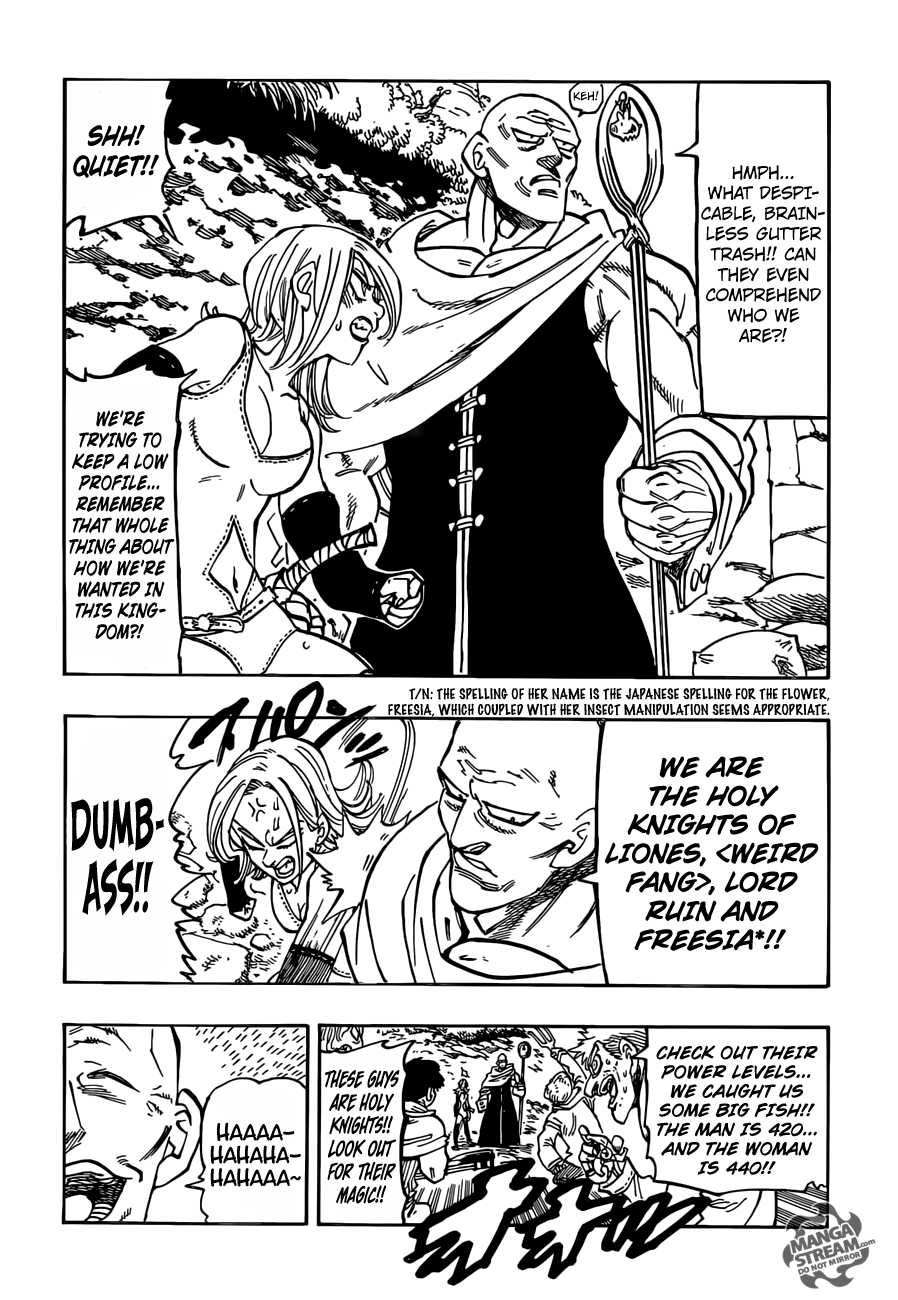 KEH!
HMPH...
WHAT DESPI-
CABLE, BRAIN-
LESS GUTTER
TRASH!! CAN
THEY EVEN
COMPREHEND
WHO WE
ARE?!
SHH!
QUIET!!
WE'RE
TRYING TO
KEEP A LOW
PROFILE...
REMEMBER
THAT WHOLE
THING ABOUT
HOW WE'RE
WANTED IN
THIS KING-
DOM?!
T/N: THE SPELLING OF HER NAME IS THE JAPANESE SPELLING FOR THE FLOWER,
FREESIA, WHICH COUPLED WITH HER INSECT MANIPULATION SEEMS APPROPRIATE.
WE ARE
THE HOLY
KNIGHTS OF
LIONES, <WEIRD
FANG>, LORD
RUIN AND
FREESIA*!!
DUMB-
ASS!!
CHECK OUT THEIR
POWER LEVELS...
WE CAUGHT US
SOME BIG FISH!!
THE MAN IS 420...
AND THE WOMAN
IS 440!!
THESE GUYS
ARE HOLY
KNIGHTS!!
LOOK OUT
FOR THEIR
MAGIC!!
HAAAA-
HAHAHA-
HAHAAA~
MANGA
STREAM.com
DO NOT MIRROR